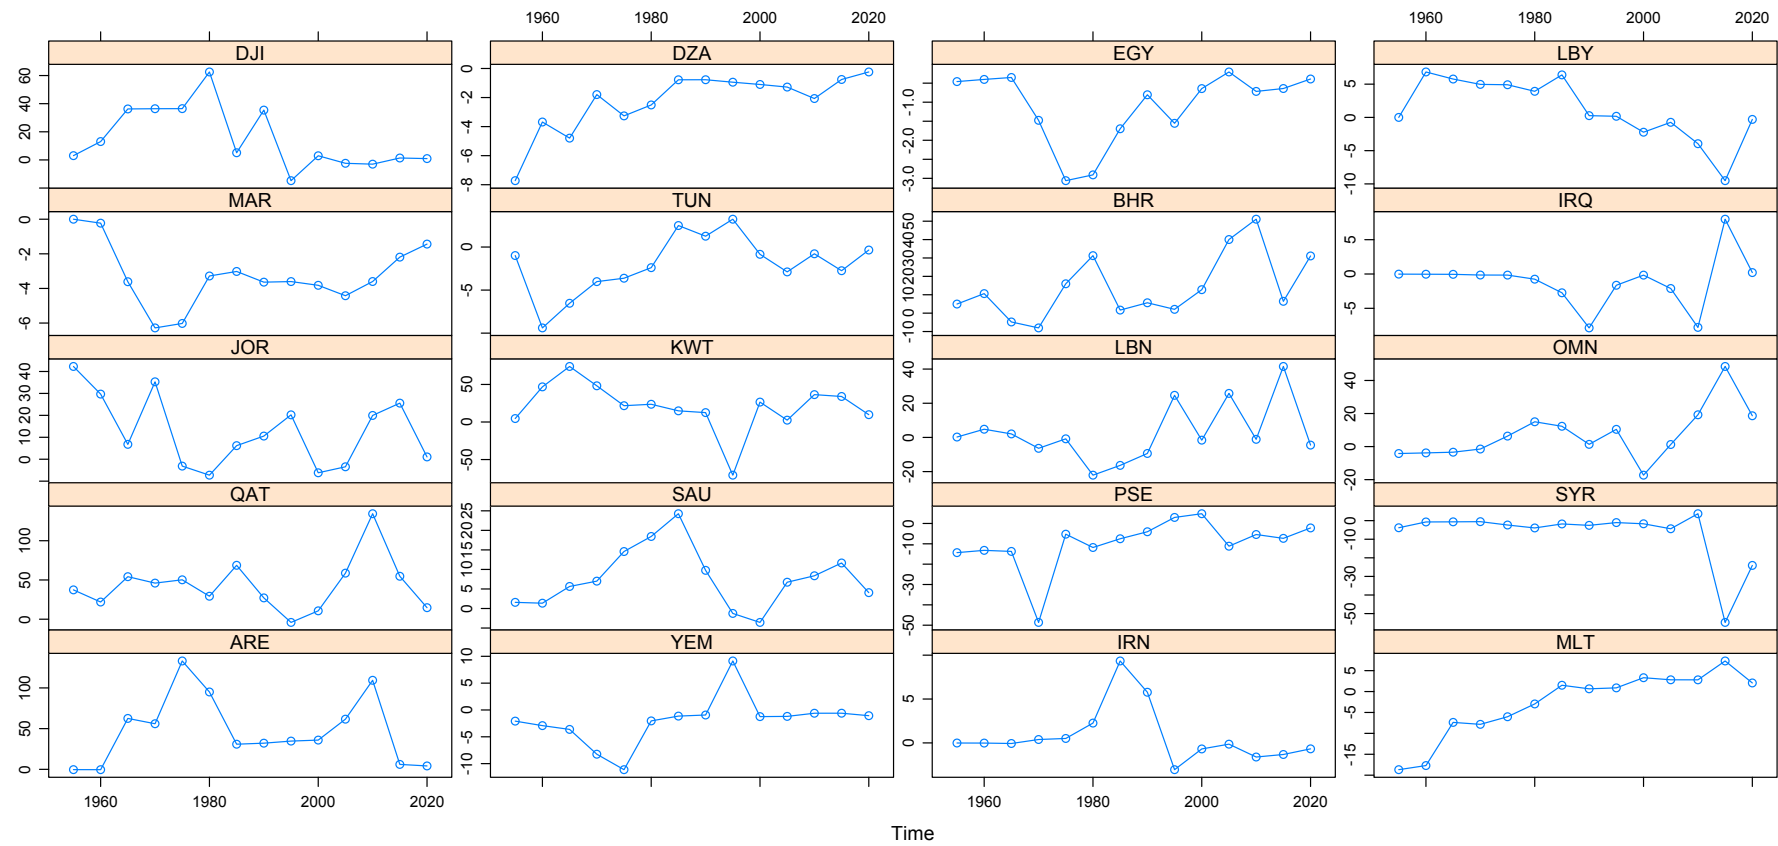 1960 1980 2000 2020 1960 1980 2000 2020
DJI DZA EGY LBY
0 20 40 60
-8 -6 -4 -2 0
-3.0 -2.0 -1.0
-10 -5 0 5
MAR TUN BHR IRQ
-6 -4 -2 0
-5 0
-10 0 10 20 30 40 50
-5 0 5
JOR KWT LBN OMN
0 10 20 30 40
50 0 50
-20 0 20 40
-20 0 20 40
QAT SAU PSE SYR
0 50 100
0 5 10 15 20 25
-50 -30 -10 0
-50 -30 -10 0
ARE YEM IRN MLT
0 50 100
-10 -5 0 5 10
0 5
-15 -5 0 5
1960 1980 2000 2020 1960 1980 2000 2020
Time